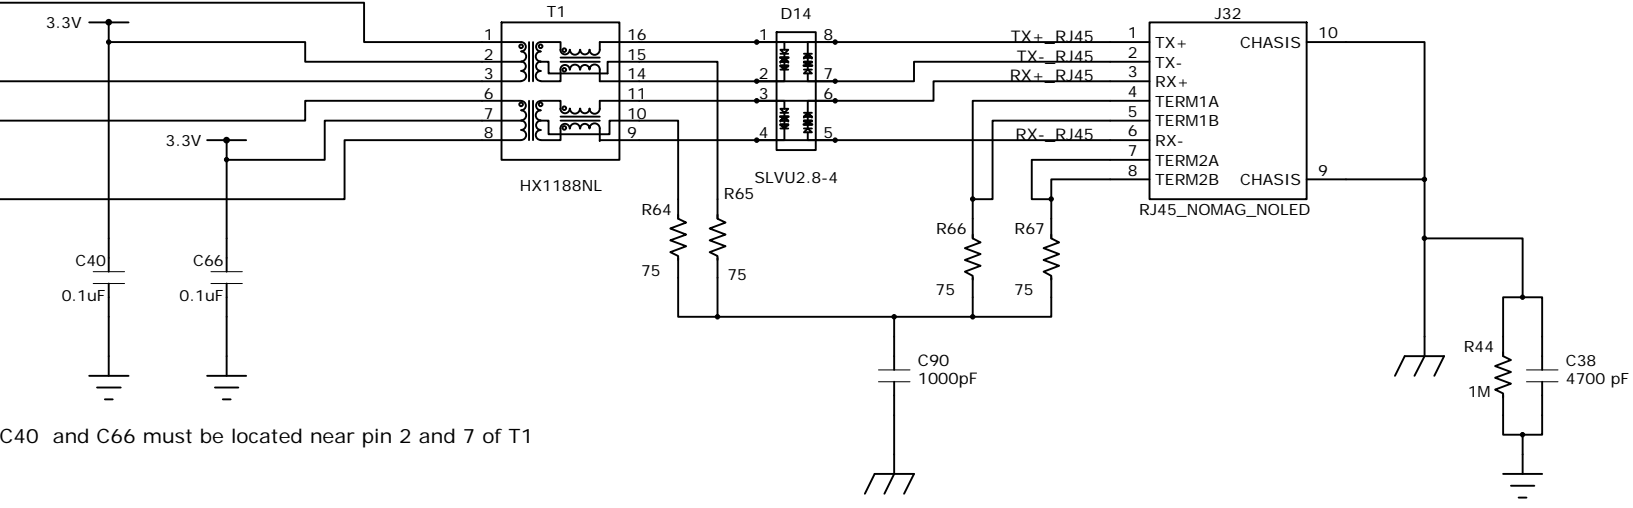 3.3V
T1
D14
J32
1
2
3
6
7
8
16
15
14
11
10
9
1
2
3
4
8
7
6
5
TX+_RJ45
TX-_RJ45
RX+_RJ45
RX-_RJ45
1
2
3
4
5
6
7
8
TX+
TX-
RX+
TERM1A
TERM1B
RX-
TERM2A
TERM2B
CHASIS
CHASIS
10
9
3.3V
HX1188NL
SLVU2.8-4
RJ45_NOMAG_NOLED
R64
75
R65
75
R66
75
R67
75
C40
0.1uF
C66
0.1uF
C90
1000pF
R44
1M
C38
4700 pF
C40 and C66 must be located near pin 2 and 7 of T1